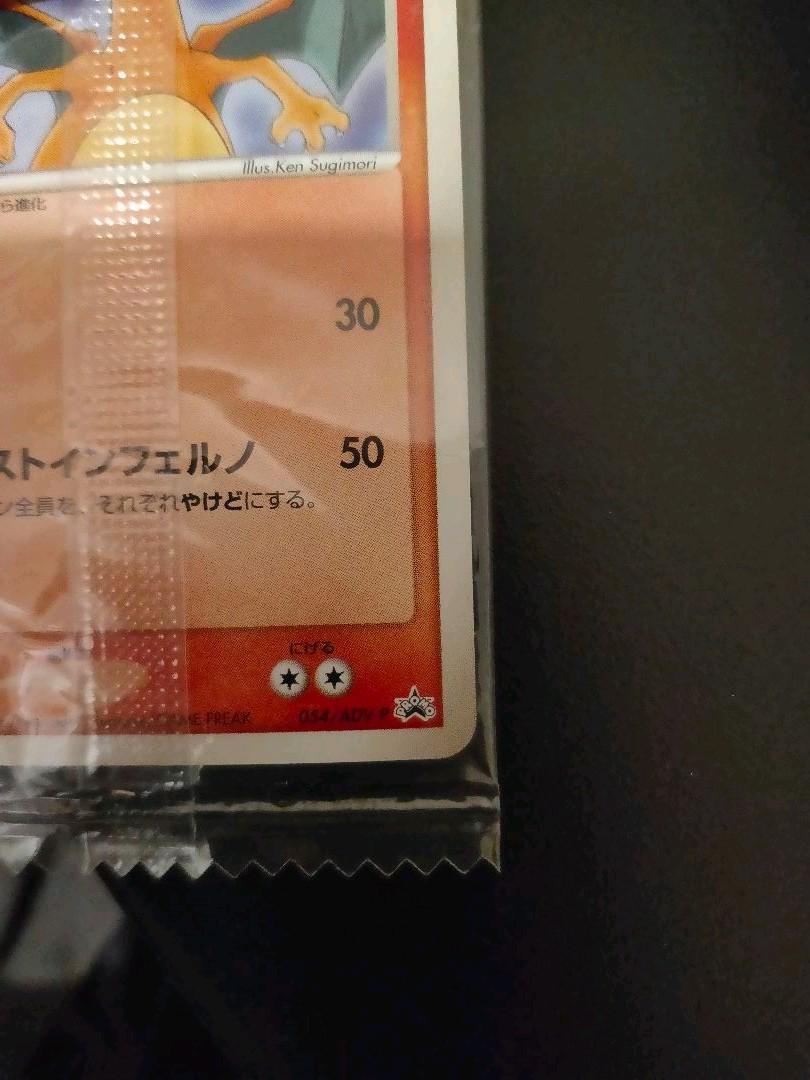 Illus. Ken Sugimori
ら進化
30
ストインフェルノ 50
ン全員を、それぞれやけどにする。
にげる
GAME FREAK 054/ADV-P PROMO